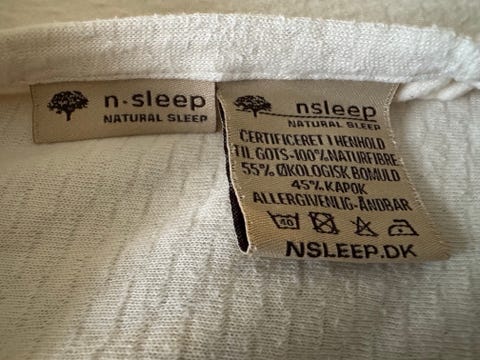 n·sleep
NATURAL SLEEP
nsleep
NATURAL SLEEP
CERTIFICERET I HENHOLD
TIL GOTS-100% NATURFIBRE
55% ØKOLOGISK BOMULD
45% KAPOK
ALLERGIVENLIG-ÅNDBAR
40
NSLEEP.DK